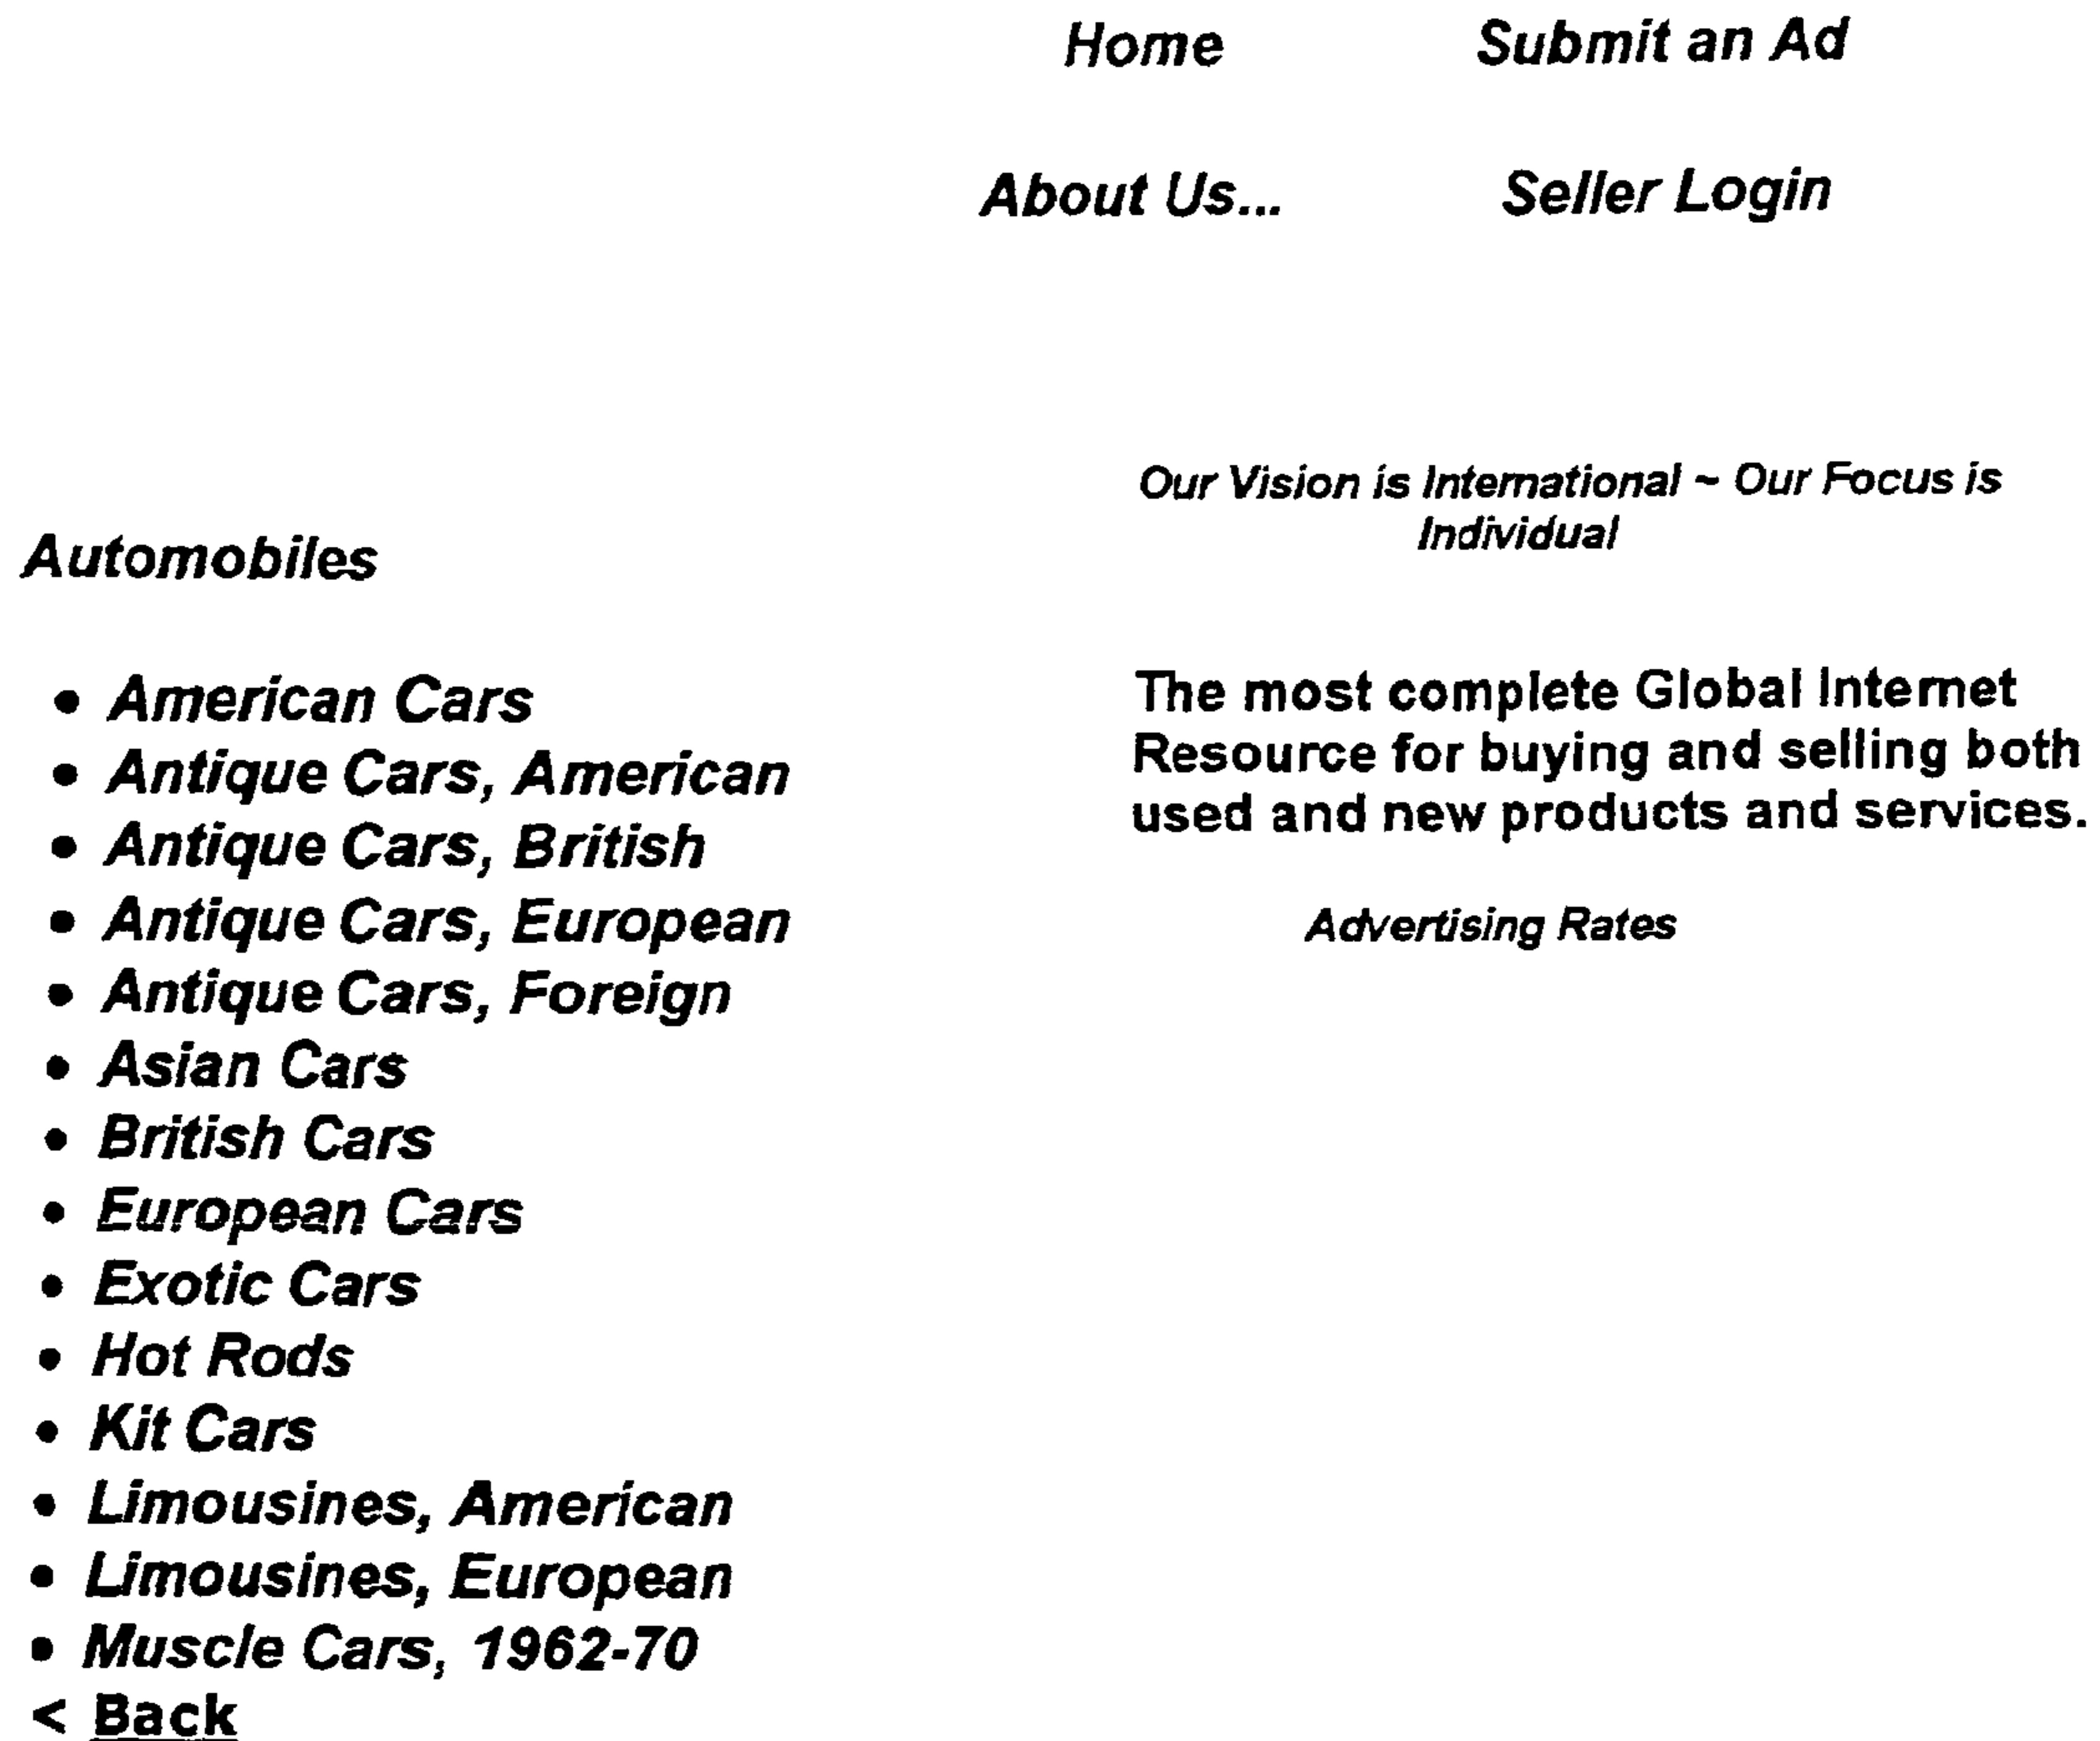 Home Submit an Ad
About Us... Seller Login
Our Vision is International ~ Our Focus is
Individual
Automobiles
• American Cars
• Antique Cars, American
• Antique Cars, British
• Antique Cars, European
• Antique Cars, Foreign
• Asian Cars
• British Cars
• European Cars
• Exotic Cars
• Hot Rods
• Kit Cars
• Limousines, American
• Limousines, European
• Muscle Cars, 1962-70
< Back
The most complete Global Internet
Resource for buying and selling both
used and new products and services.
Advertising Rates